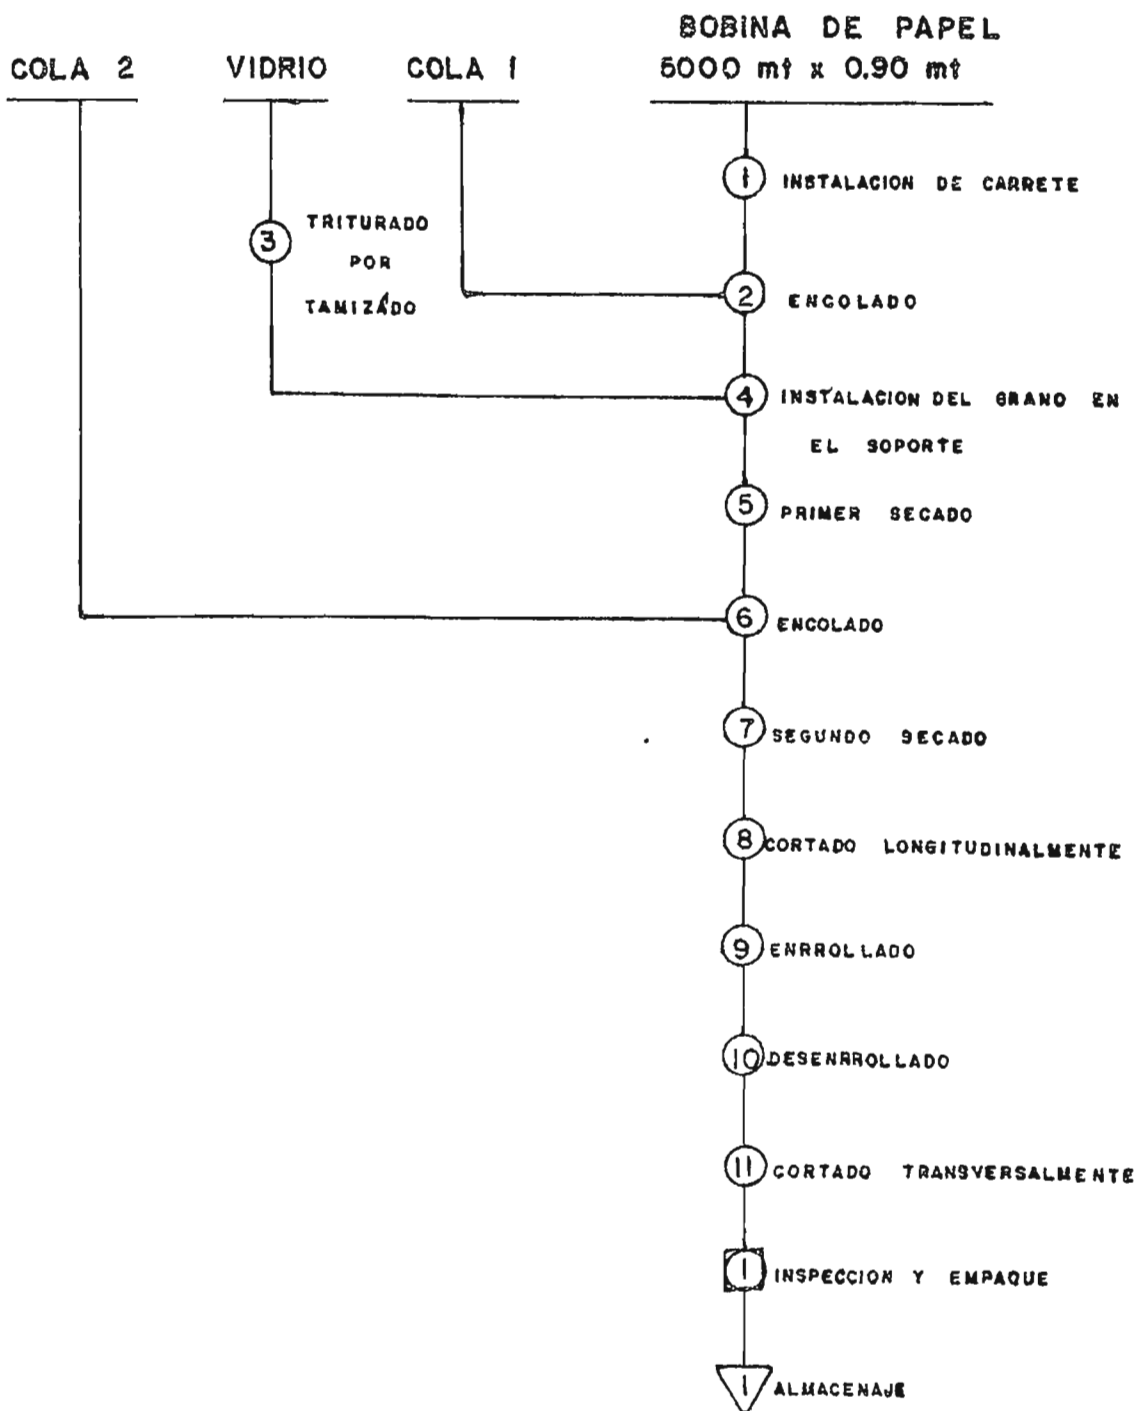 BOBINA DE PAPEL
COLA 2
VIDRIO
COLA 1
5000 mt x 0.90 mt
1 INSTALACION DE CARRETE
3 TRITURADO
POR
TAMIZADO
2 ENCOLADO
4 INSTALACION DEL GRANO EN
EL SOPORTE
5 PRIMER SECADO
6 ENCOLADO
7 SEGUNDO SECADO
8 CORTADO LONGITUDINALMENTE
9 ENRROLLADO
10 DESENRROLLADO
11 CORTADO TRANSVERSALMENTE
1 INSPECCION Y EMPAQUE
1 ALMACENAJE